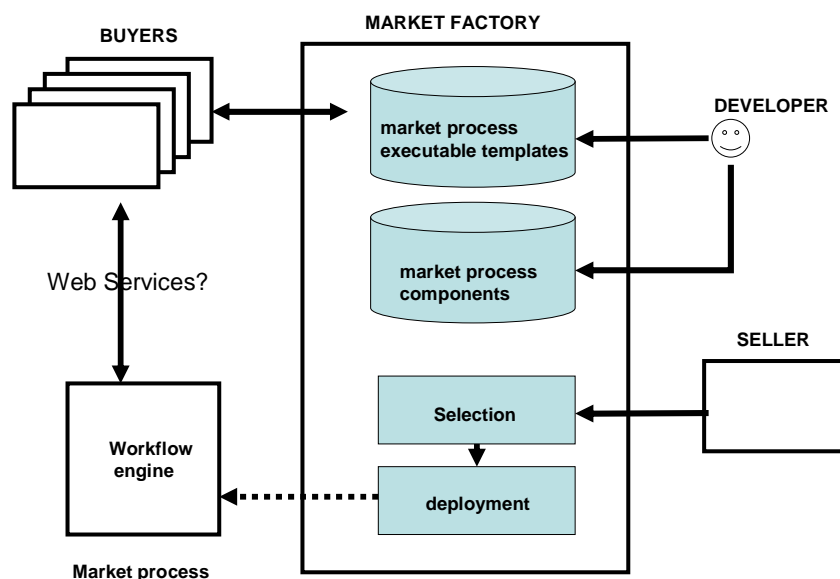 BUYERS
MARKET FACTORY
DEVELOPER
market process
executable templates
market process
components
Web Services?
SELLER
Selection
Workflow
engine
deployment
Market process